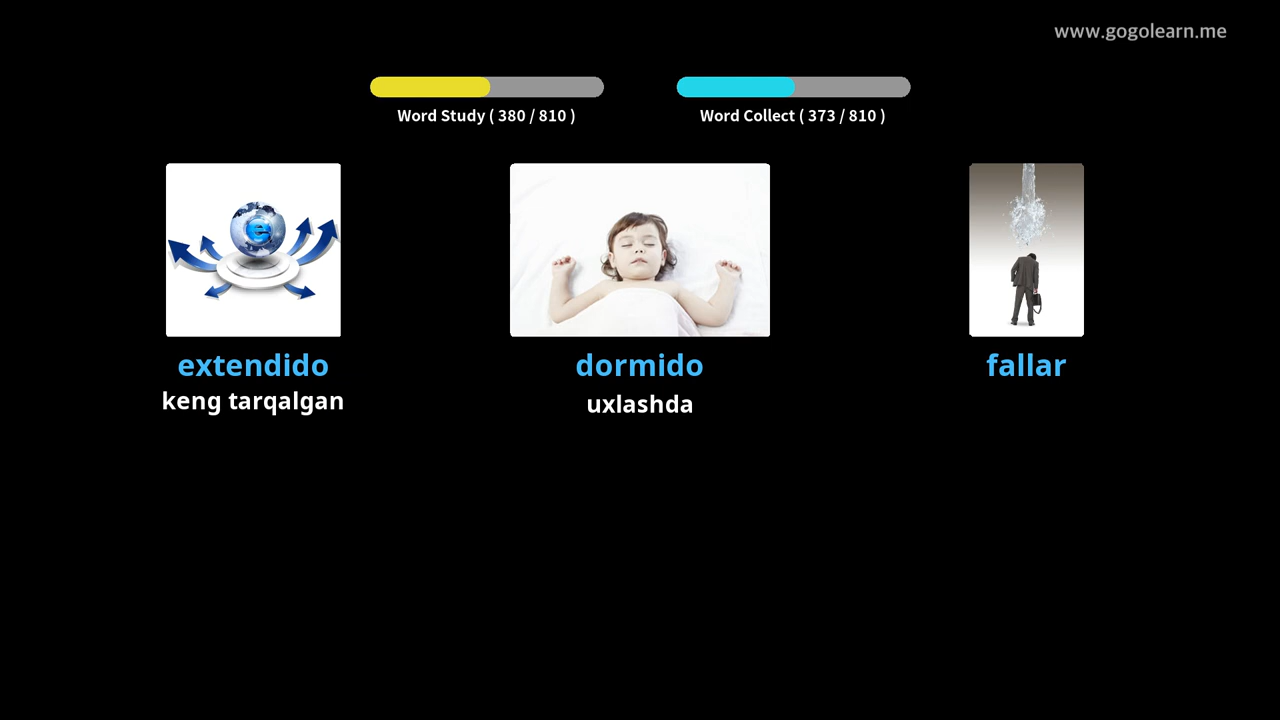 www.gogolearn.me
Word Study ( 380 / 810 )
Word Collect ( 373 / 810 )
e
extendido
dormido
fallar
keng tarqalgan
uxlashda